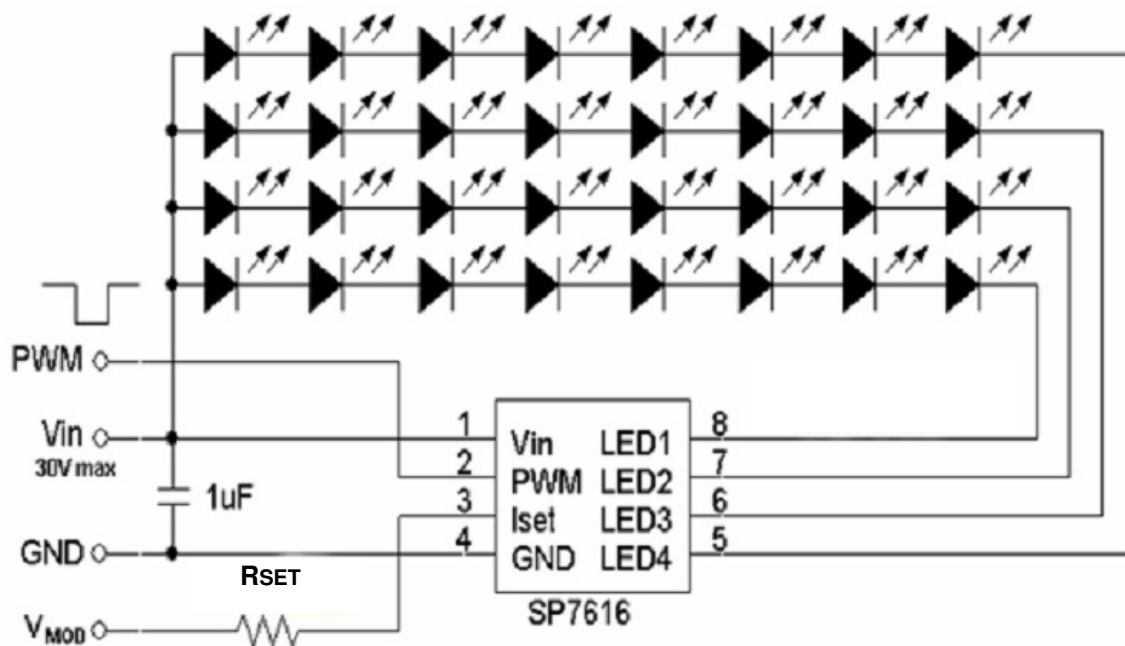 PWM
Vin
30V max
1uF
GND
RSET
VMOD
1
2
3
4
Vin
PWM
Iset
GND
LED1
LED2
LED3
LED4
8
7
6
5
SP7616